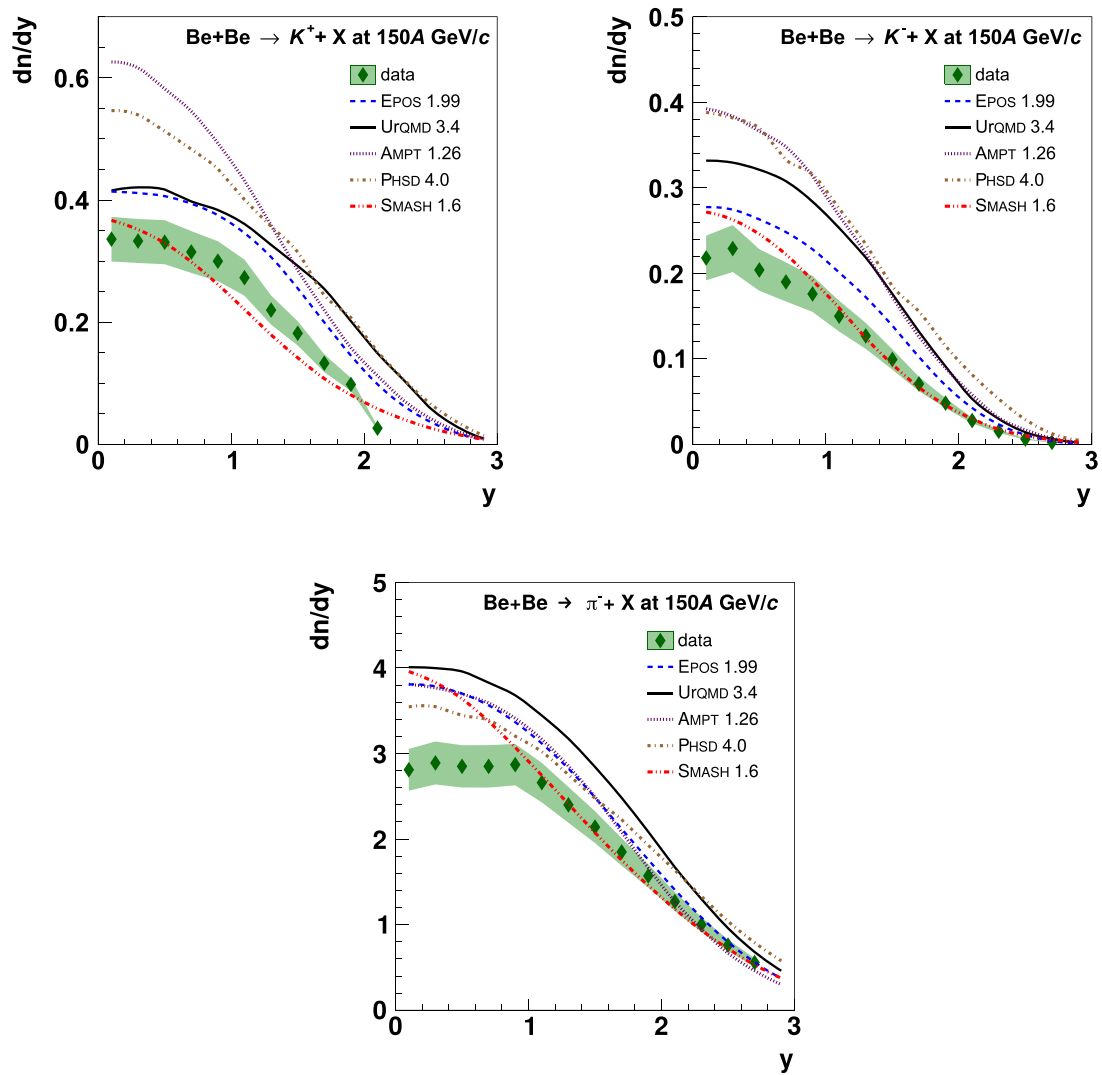 dn/dy
Be+Be → K⁺+ X at 150A GeV/c
data
EPOS 1.99
URQMD 3.4
AMPT 1.26
PHSD 4.0
SMASH 1.6
0.6
0.4
0.2
0
0 1 2 3
y
dn/dy
Be+Be → K⁻+ X at 150A GeV/c
data
EPOS 1.99
URQMD 3.4
AMPT 1.26
PHSD 4.0
SMASH 1.6
0.5
0.4
0.3
0.2
0.1
0
0 1 2 3
y
dn/dy
Be+Be → π⁻+ X at 150A GeV/c
data
EPOS 1.99
URQMD 3.4
AMPT 1.26
PHSD 4.0
SMASH 1.6
5
4
3
2
1
0
0 1 2 3
y